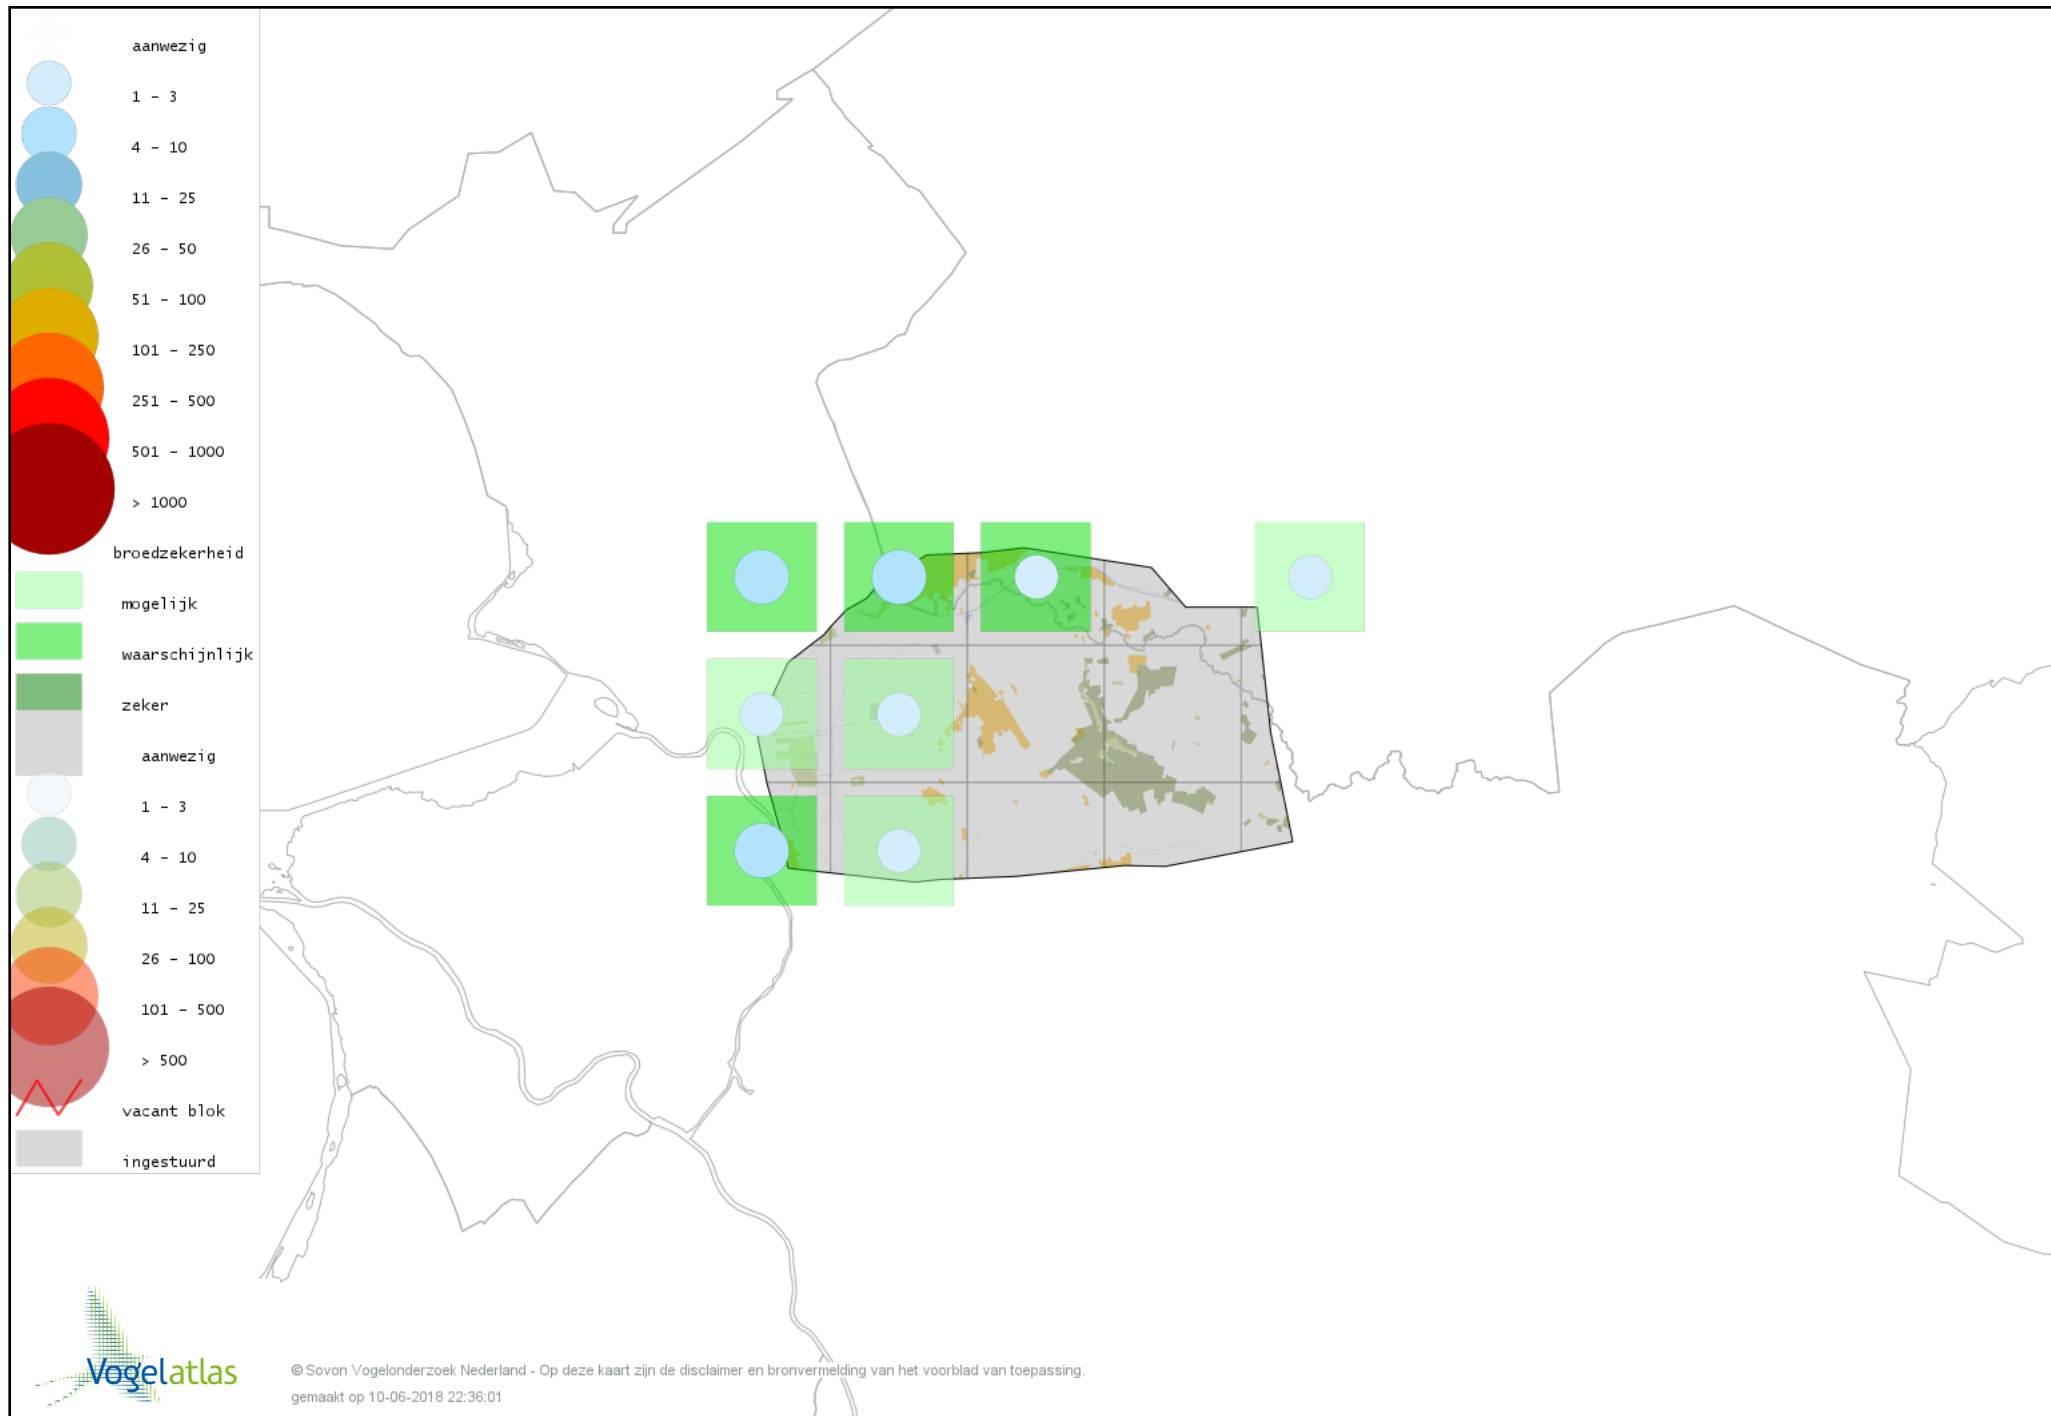 aanwezig
1 - 3
4 - 10
11 - 25
26 - 50
51 - 100
101 - 250
251 - 500
501 - 1000
> 1000
broedzekerheid
mogelijk
waarschijnlijk
zeker
aanwezig
1 - 3
4 - 10
11 - 25
26 - 100
101 - 500
> 500
vacant blok
ingestuurd
Vogelatlas
© Sovon Vogelonderzoek Nederland - Op deze kaart zijn de disclaimer en bronvermelding van het voorblad van toepassing.
gemaakt op 10-06-2018 22:36:01